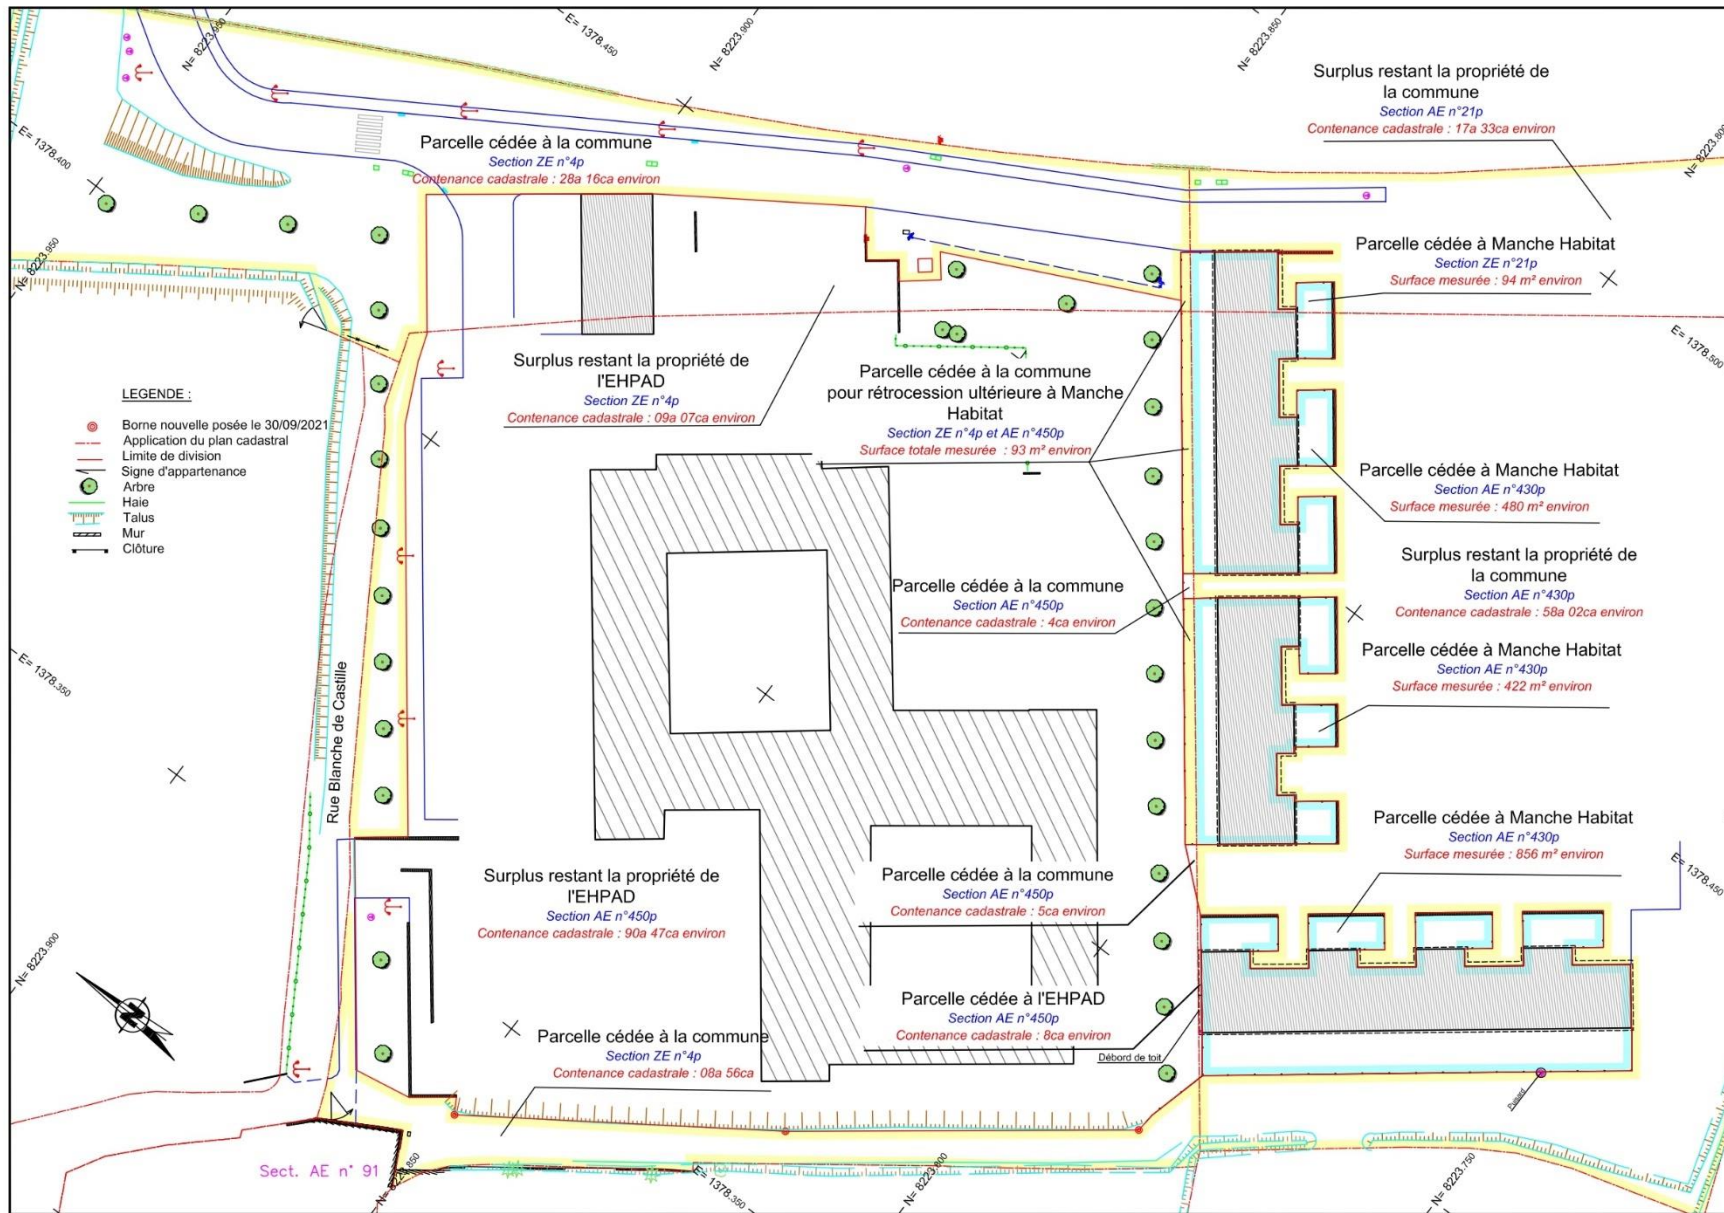 N= 8223.950
E= 1378.450
N= 8223.900
N= 8223.850
N= 8223.800
E= 1378.400
Surplus restant la propriété de
la commune
Section AE n°21p
Contenance cadastrale : 17a 33ca environ
Parcelle cédée à la commune
Section ZE n°4p
Contenance cadastrale : 28a 16ca environ
N= 8223.950
Parcelle cédée à Manche Habitat
Section ZE n°21p
Surface mesurée : 94 m² environ
E= 1378.500
Surplus restant la propriété de
l'EHPAD
Section ZE n°4p
Contenance cadastrale : 09a 07ca environ
Parcelle cédée à la commune
pour rétrocession ultérieure à Manche
Habitat
Section ZE n°4p et AE n°450p
Surface totale mesurée : 93 m² environ
LEGENDE :
Borne nouvelle posée le 30/09/2021
Application du plan cadastral
Limite de division
Signe d'appartenance
Arbre
Haie
Talus
Mur
Clôture
Parcelle cédée à Manche Habitat
Section AE n°430p
Surface mesurée : 480 m² environ
Surplus restant la propriété de
la commune
Section AE n°430p
Contenance cadastrale : 58a 02ca environ
Parcelle cédée à la commune
Section AE n°450p
Contenance cadastrale : 4ca environ
E= 1378.350
Rue Blanche de Castille
Parcelle cédée à Manche Habitat
Section AE n°430p
Surface mesurée : 422 m² environ
Parcelle cédée à Manche Habitat
Section AE n°430p
Surface mesurée : 856 m² environ
E= 1378.450
Surplus restant la propriété de
l'EHPAD
Section AE n°450p
Contenance cadastrale : 90a 47ca environ
Parcelle cédée à la commune
Section AE n°450p
Contenance cadastrale : 5ca environ
N= 8223.900
N
Parcelle cédée à l'EHPAD
Section AE n°450p
Contenance cadastrale : 8ca environ
Débord de toit
Parcelle cédée à la commune
Section ZE n°4p
Contenance cadastrale : 08a 56ca
Puisard
Sect. AE n° 91
N= 8223.850
E= 1378.350
N= 8223.800
N= 8223.750